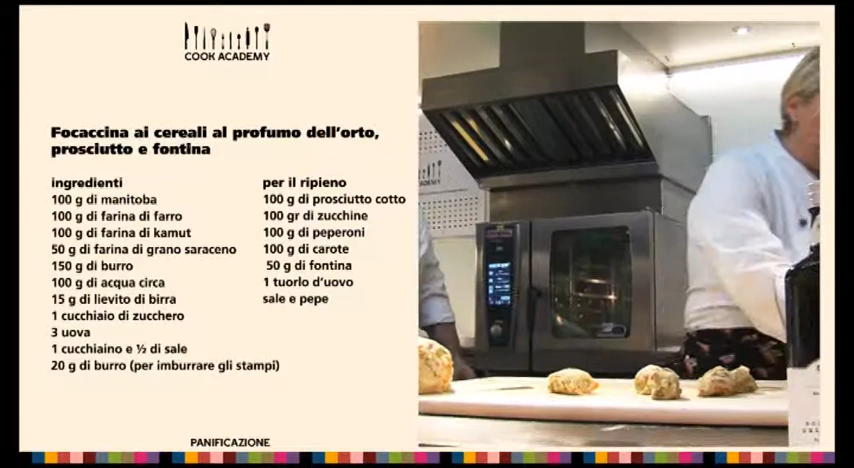 COOK ACADEMY
Focaccina ai cereali al profumo dell'orto,
prosciutto e fontina
ingredienti
100 g di manitoba
100 g di farina di farro
100 g di farina di kamut
50 g di farina di grano saraceno
150 g di burro
100 g di acqua circa
15 g di lievito di birra
1 cucchiaio di zucchero
3 uova
1 cucchiaino e ½ di sale
20 g di burro (per imburrare gli stampi)
per il ripieno
100 g di prosciutto cotto
100 gr di zucchine
100 g di peperoni
100 g di carote
50 g di fontina
1 tuorlo d'uovo
sale e pepe
PANIFICAZIONE